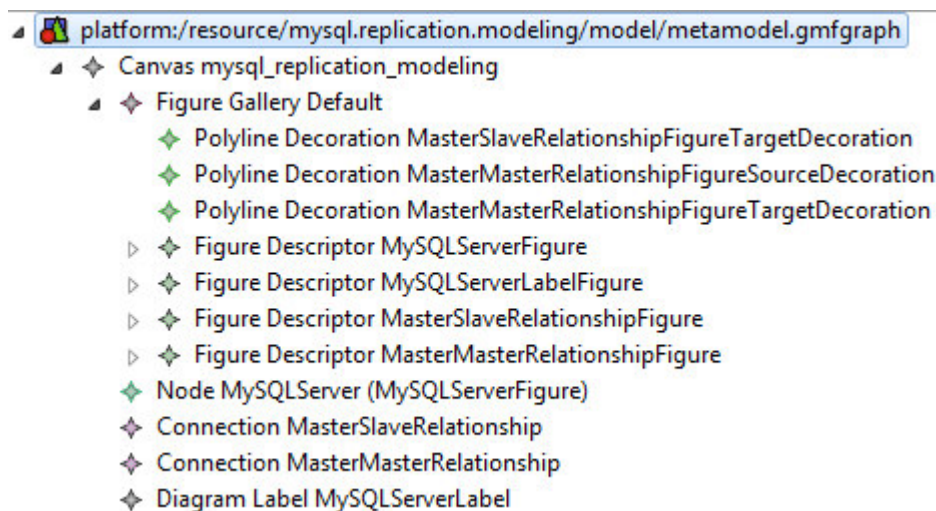 platform:/resource/mysql.replication.modeling/model/metamodel.gmfgraph
Canvas mysql_replication_modeling
Figure Gallery Default
Polyline Decoration MasterSlaveRelationshipFigureTargetDecoration
Polyline Decoration MasterMasterRelationshipFigureSourceDecoration
Polyline Decoration MasterMasterRelationshipFigureTargetDecoration
Figure Descriptor MySQLServerFigure
Figure Descriptor MySQLServerLabelFigure
Figure Descriptor MasterSlaveRelationshipFigure
Figure Descriptor MasterMasterRelationshipFigure
Node MySQLServer (MySQLServerFigure)
Connection MasterSlaveRelationship
Connection MasterMasterRelationship
Diagram Label MySQLServerLabel